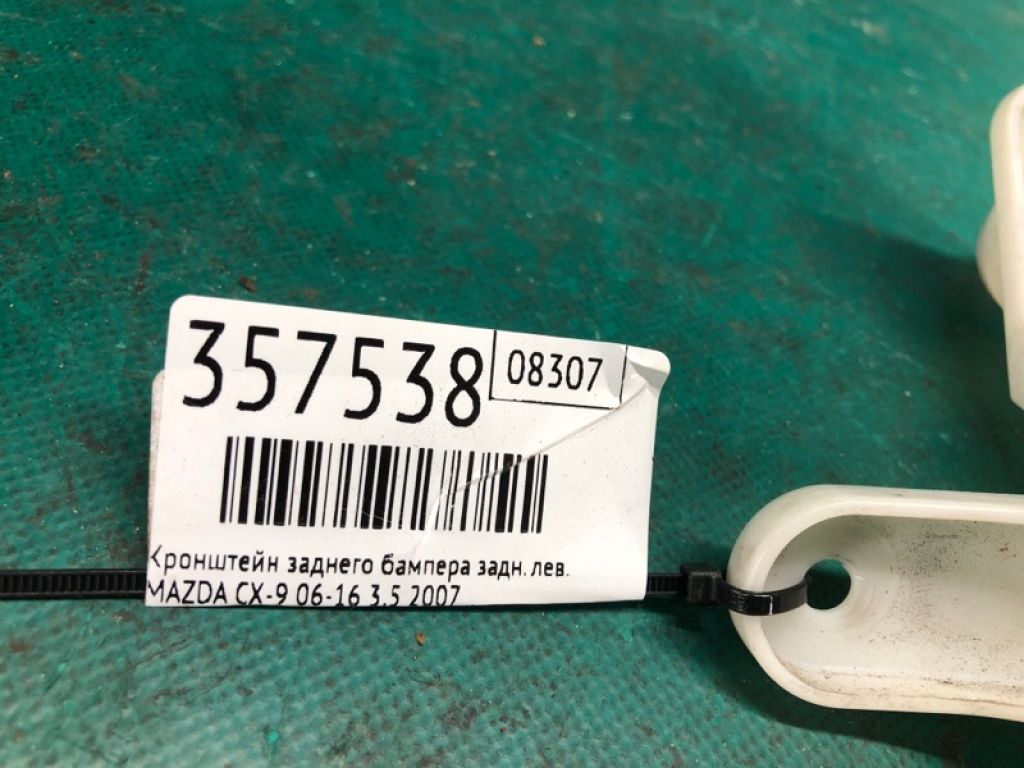 357538 08307
Кронштейн заднего бампера задн. лев.
MAZDA CX-9 06-16 3.5 2007